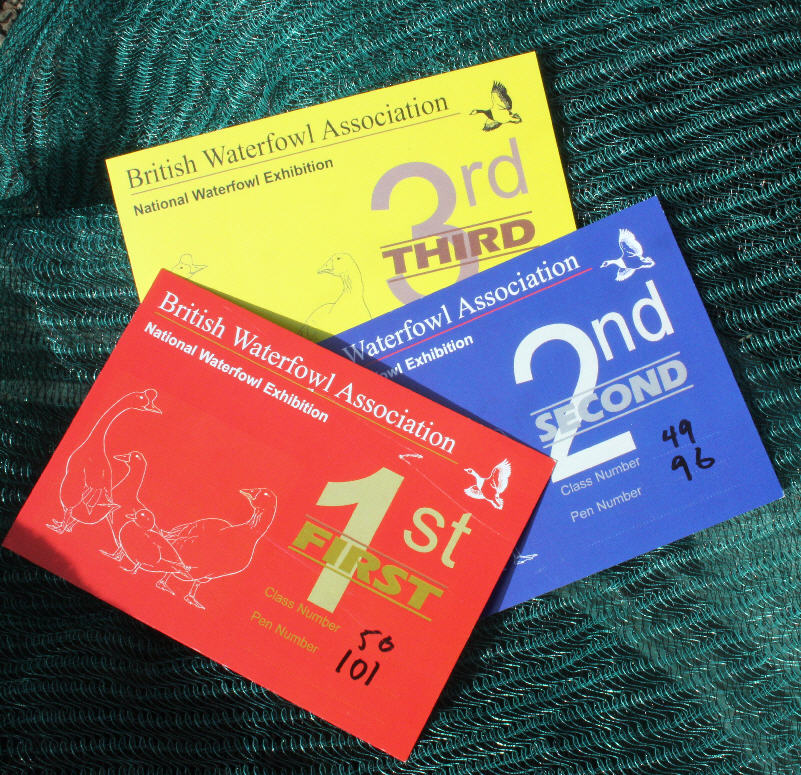 British Waterfowl Association
National Waterfowl Exhibition
3rd
THIRD
Waterfowl Association
Exhibition
2nd
SECOND
Class Number 49
Pen Number 96
British Waterfowl Association
National Waterfowl Exhibition
1st
FIRST
Class Number 50
Pen Number 101